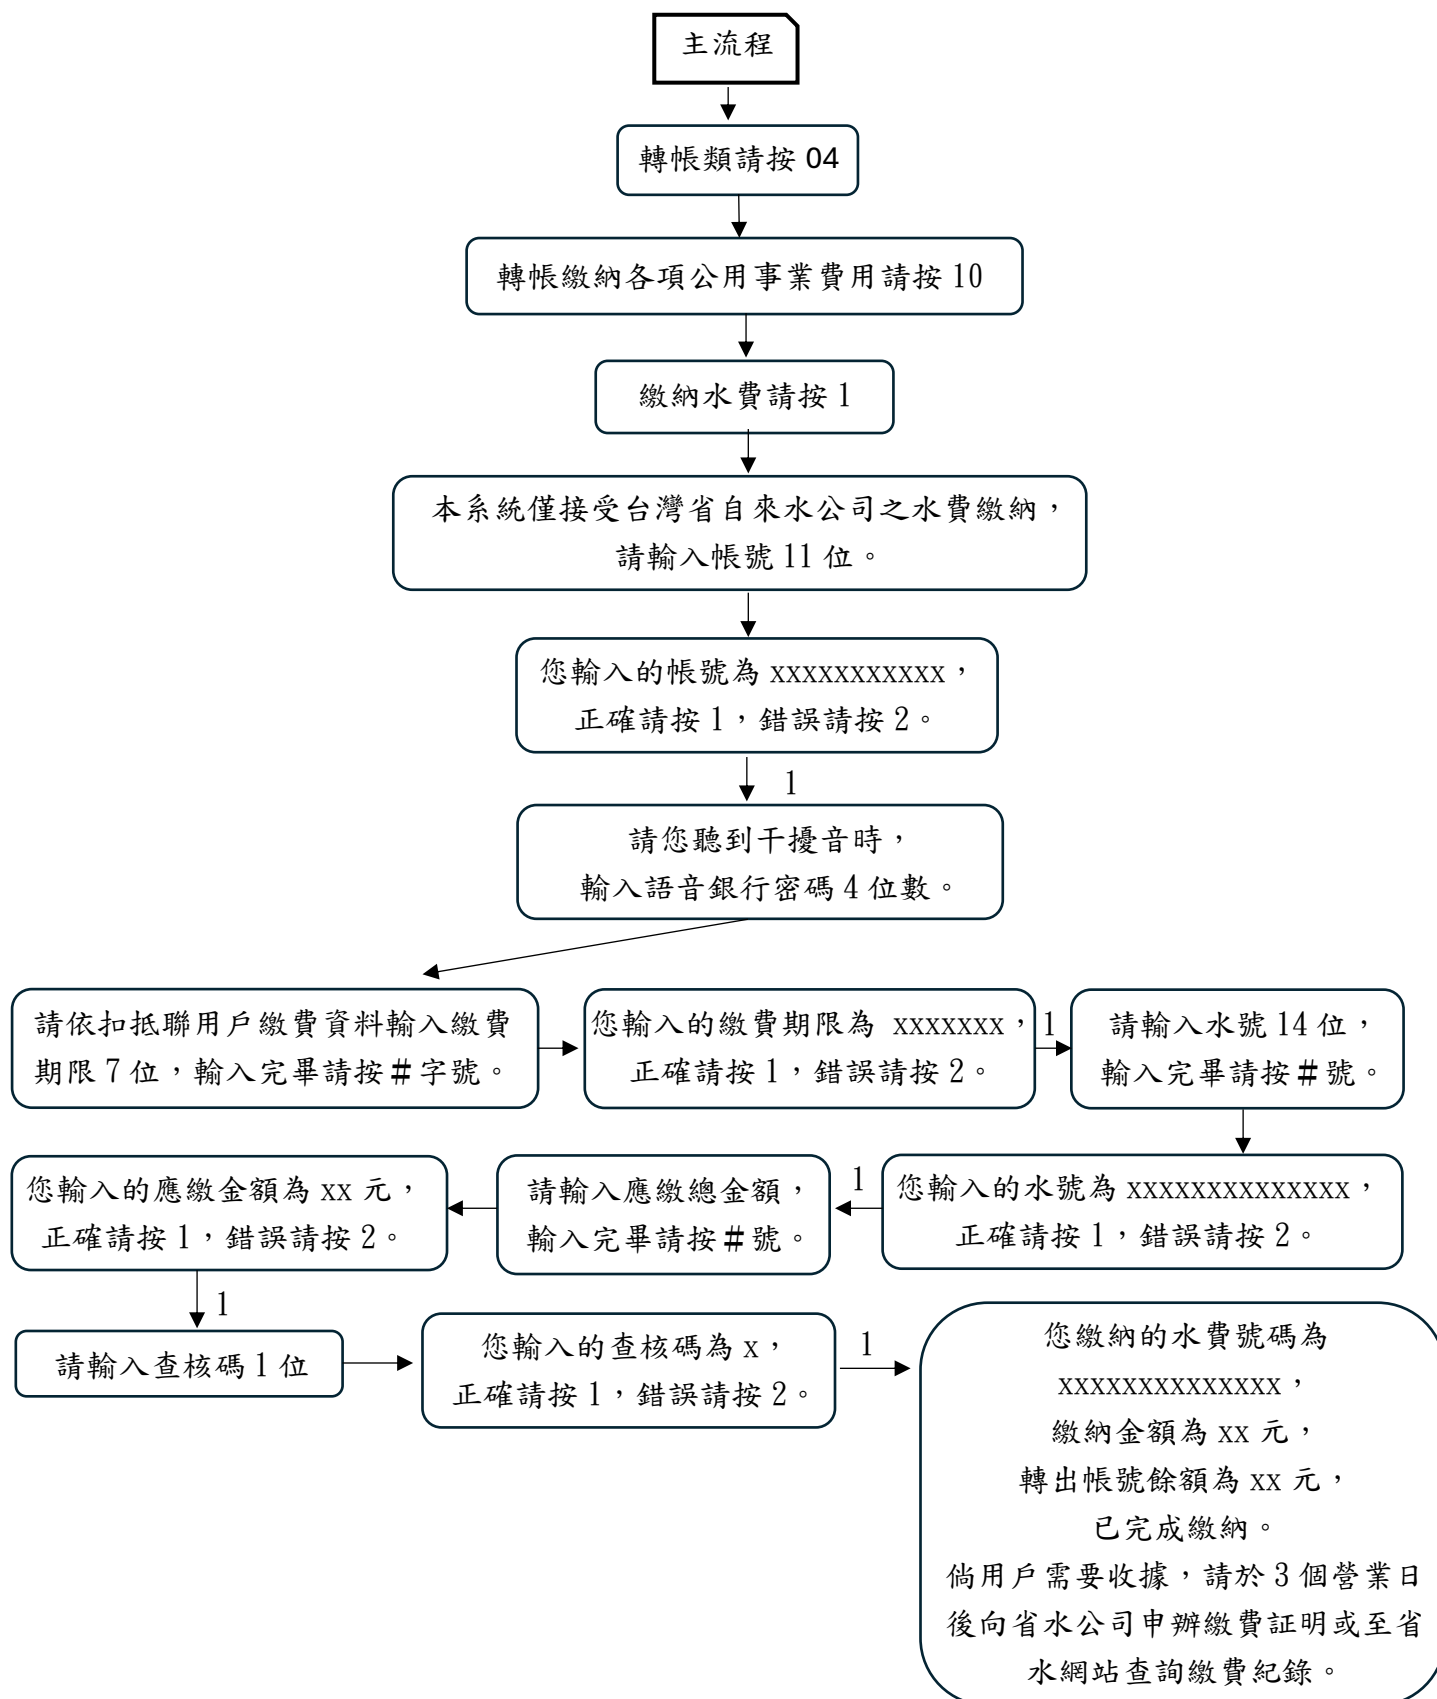 主流程
轉帳類請按 04
轉帳繳納各項公用事業費用請按 10
繳納水費請按 1
本系統僅接受台灣省自來水公司之水費繳納，
請輸入帳號 11 位。
您輸入的帳號為 xxxxxxxxxxx，
正確請按 1，錯誤請按 2。
1
請您聽到干擾音時，
輸入語音銀行密碼 4 位數。
請依扣抵聯用戶繳費資料輸入繳費
期限 7 位，輸入完畢請按＃字號。
您輸入的繳費期限為 xxxxxxx，
正確請按 1，錯誤請按 2。
1
請輸入水號 14 位，
輸入完畢請按＃號。
您輸入的水號為 xxxxxxxxxxxxxx，
正確請按 1，錯誤請按 2。
1
請輸入應繳總金額，
輸入完畢請按＃號。
您輸入的應繳金額為 xx 元，
正確請按 1，錯誤請按 2。
1
請輸入查核碼 1 位
您輸入的查核碼為 x，
正確請按 1，錯誤請按 2。
1
您繳納的水費號碼為
xxxxxxxxxxxxxx，
繳納金額為 xx 元，
轉出帳號餘額為 xx 元，
已完成繳納。
倘用戶需要收據，請於 3 個營業日
後向省水公司申辦繳費証明或至省
水網站查詢繳費紀錄。